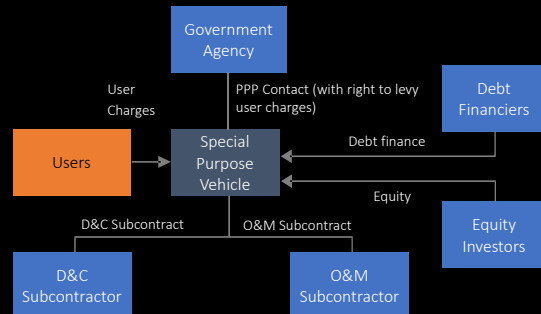 Government
Agency
User
Charges
PPP Contact (with right to levy
user charges)
Debt
Financiers
Users
Special
Purpose
Vehicle
Debt finance
Equity
Equity
Investors
D&C Subcontract
O&M Subcontract
D&C
Subcontractor
O&M
Subcontractor